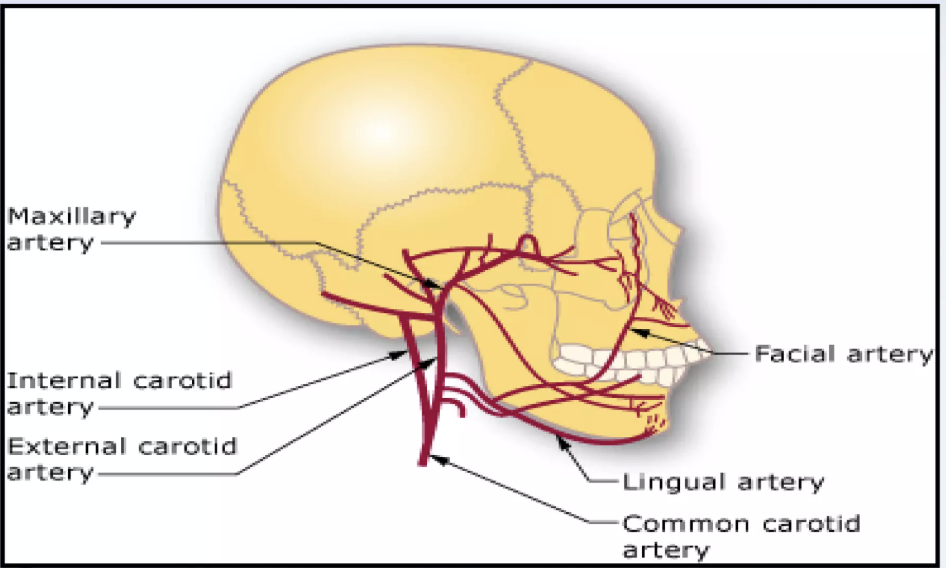 Maxillary
artery
Internal carotid
artery
External carotid
artery
Facial artery
Lingual artery
Common carotid
artery